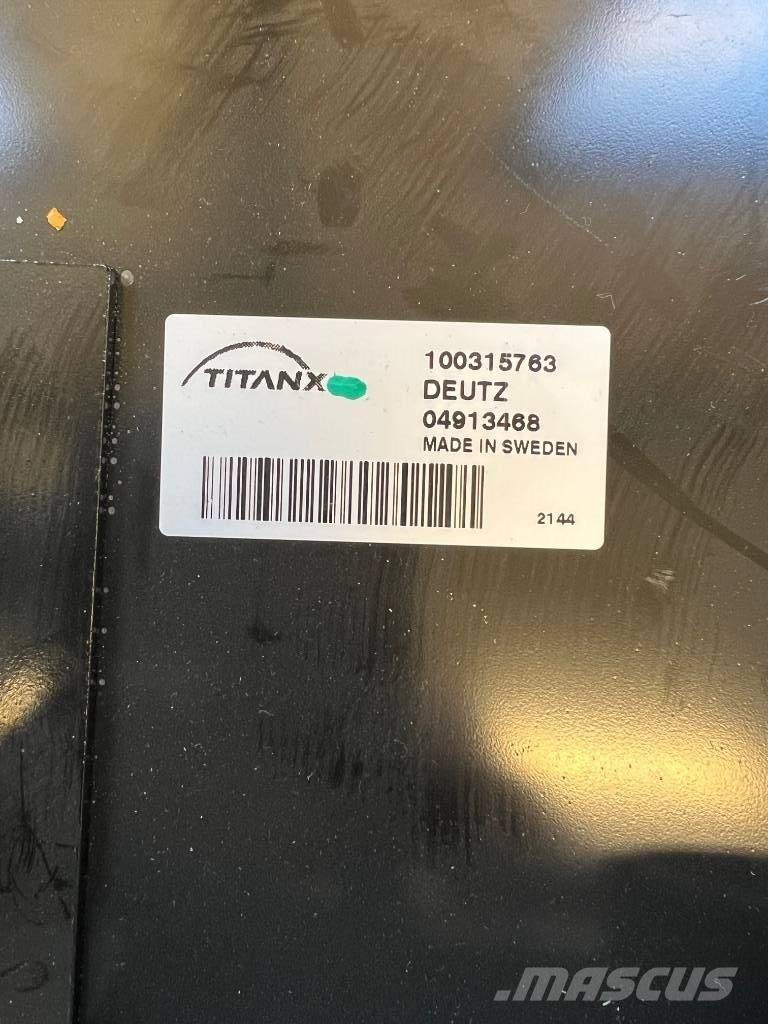 TITANX
100315763
DEUTZ
04913468
MADE IN SWEDEN
2144
MASCUS